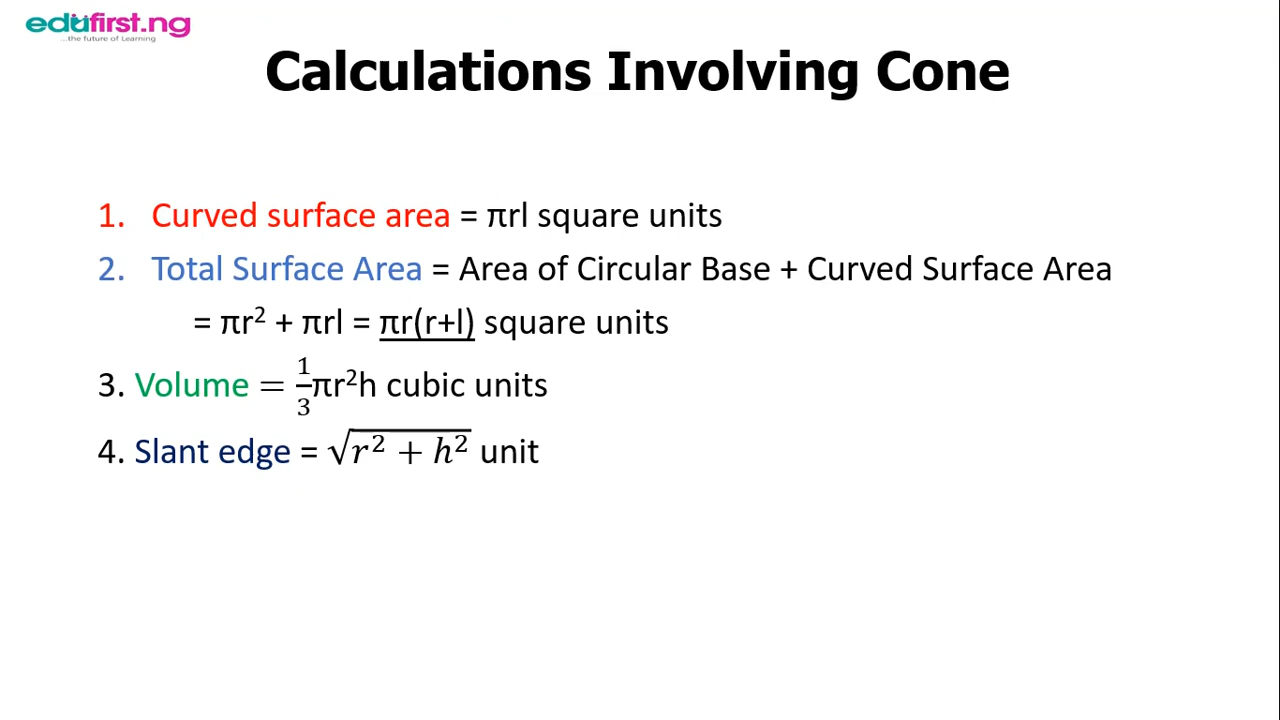 edufirst.ng
...the future of Learning
Calculations Involving Cone
1. Curved surface area = πrl square units
2. Total Surface Area = Area of Circular Base + Curved Surface Area
= πr² + πrl = πr(r+l) square units
3. Volume = 1/3 πr²h cubic units
4. Slant edge = √(r² + h²) unit